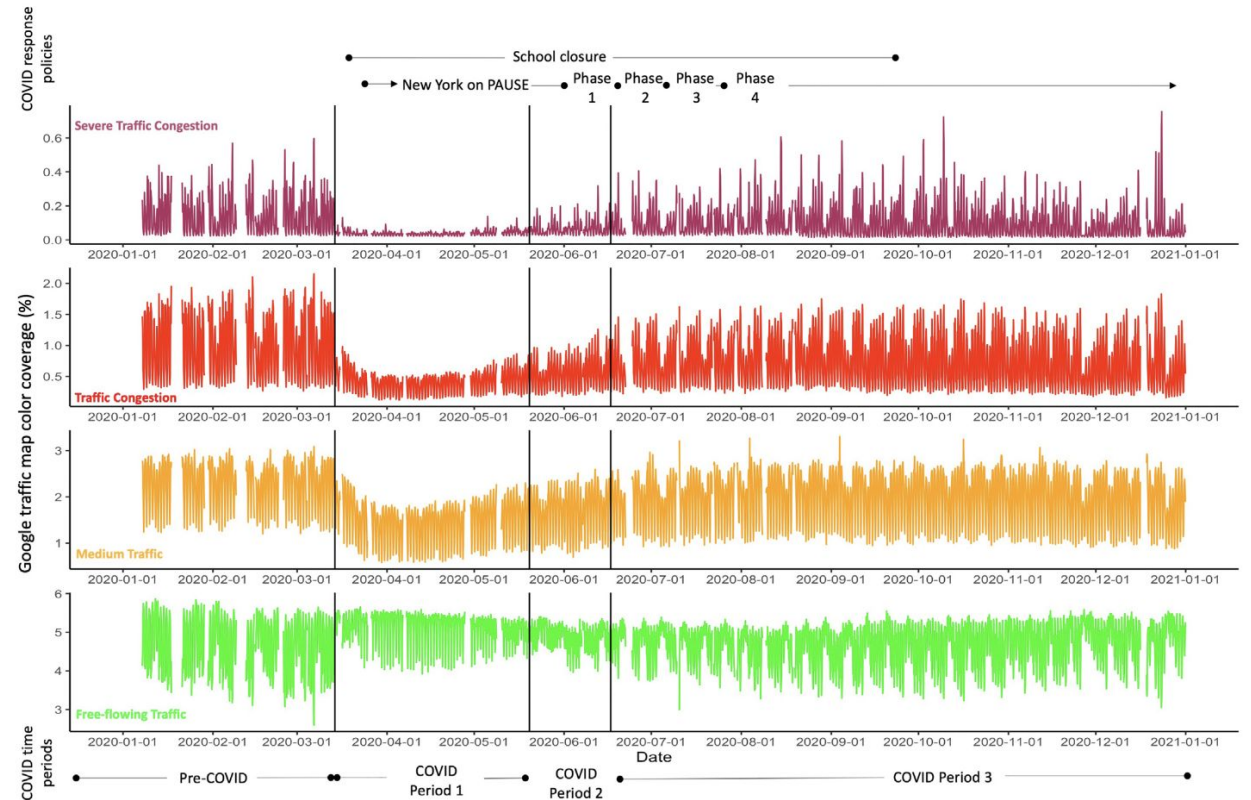 COVID response
policies
School closure
New York on PAUSE
Phase
1
Phase
2
Phase
3
Phase
4
Google traffic map color coverage (%)
Severe Traffic Congestion
0.6
0.4
0.2
0.0
2020-01-01 2020-02-01 2020-03-01 2020-04-01 2020-05-01 2020-06-01 2020-07-01 2020-08-01 2020-09-01 2020-10-01 2020-11-01 2020-12-01 2021-01-01
2.0
1.5
1.0
0.5
Traffic Congestion
2020-01-01 2020-02-01 2020-03-01 2020-04-01 2020-05-01 2020-06-01 2020-07-01 2020-08-01 2020-09-01 2020-10-01 2020-11-01 2020-12-01 2021-01-01
3
2
1
Medium Traffic
2020-01-01 2020-02-01 2020-03-01 2020-04-01 2020-05-01 2020-06-01 2020-07-01 2020-08-01 2020-09-01 2020-10-01 2020-11-01 2020-12-01 2021-01-01
6
5
4
3
Free-flowing Traffic
2020-01-01 2020-02-01 2020-03-01 2020-04-01 2020-05-01 2020-06-01 2020-07-01 2020-08-01 2020-09-01 2020-10-01 2020-11-01 2020-12-01 2021-01-01
Date
COVID time
periods
Pre-COVID
COVID
Period 1
COVID
Period 2
COVID Period 3